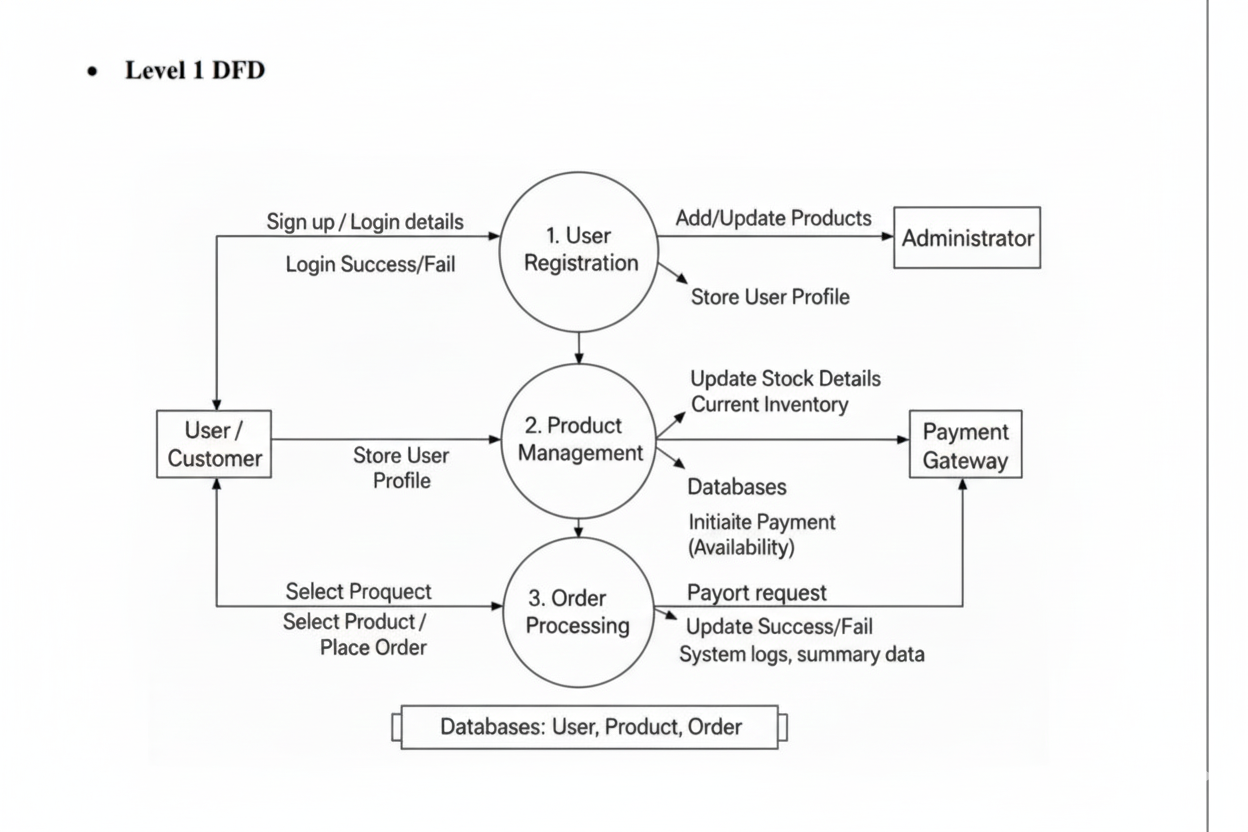 • Level 1 DFD
Sign up / Login details
Login Success/Fail
1. User
Registration
Add/Update Products
Administrator
Store User Profile
User /
Customer
Store User
Profile
2. Product
Management
Update Stock Details
Current Inventory
Payment
Gateway
Databases
Initiaite Payment
(Availability)
Select Proquect
Select Product /
Place Order
3. Order
Processing
Payort request
Update Success/Fail
System logs, summary data
Databases: User, Product, Order